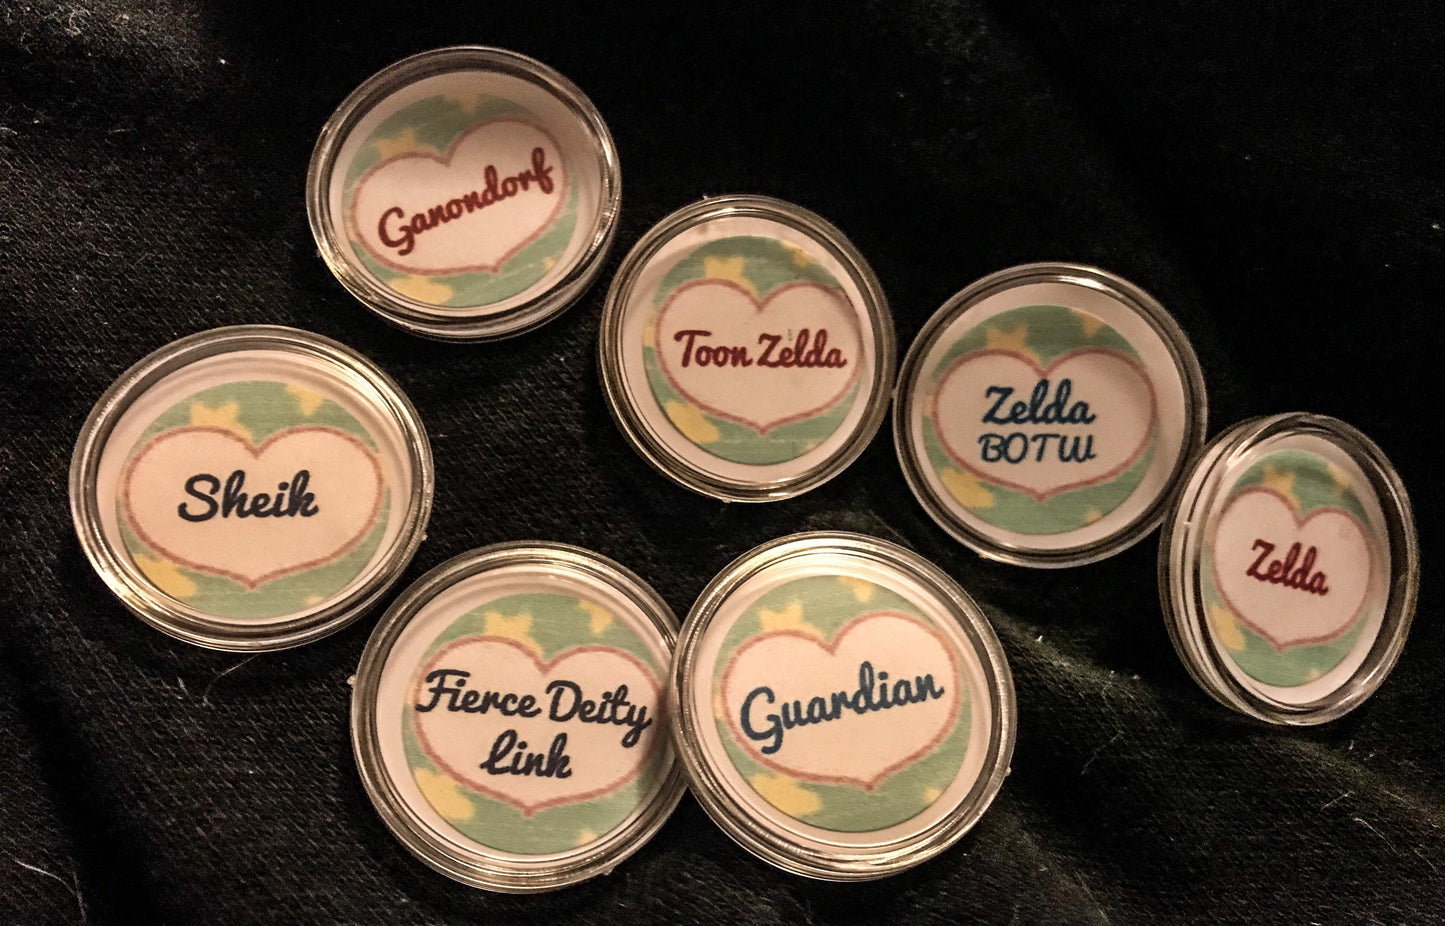 Ganondorf
Toon Zelda
Zelda
BOTW
Zelda
Sheik
Fierce Deity
Link
Guardian